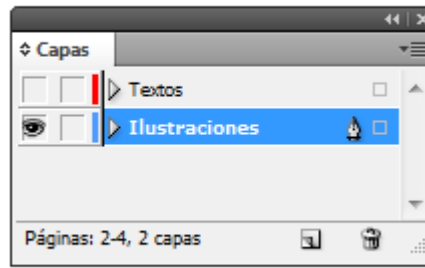 Capas
Textos
Ilustraciones
Páginas: 2-4, 2 capas